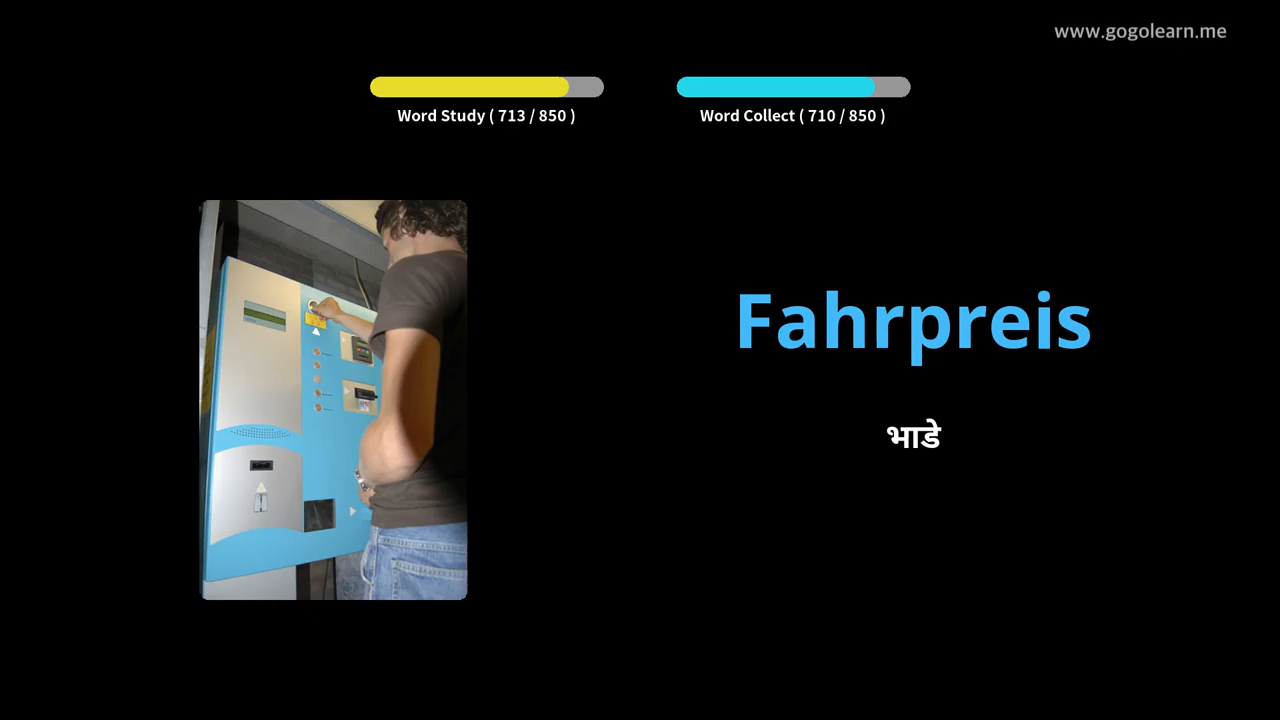 www.gogolearn.me
Word Study ( 713 / 850 )
Word Collect ( 710 / 850 )
Fahrpreis
भाडे